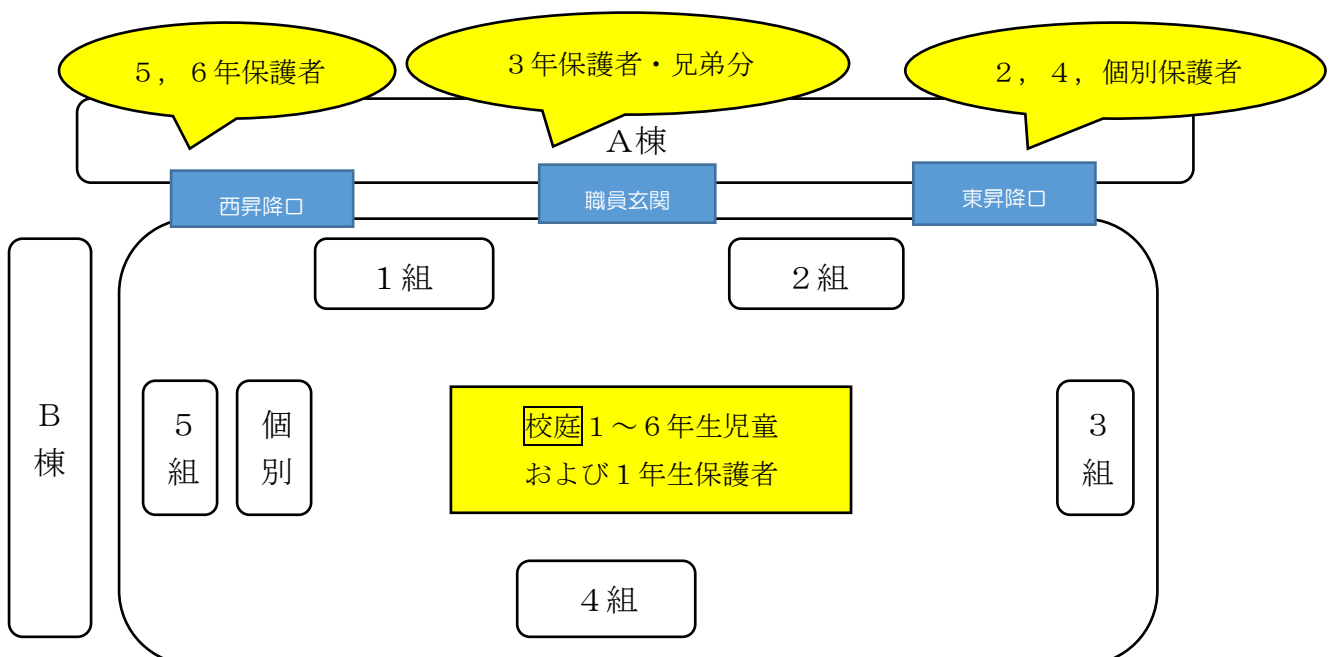 ５，６年保護者
３年保護者・兄弟分
２，４，個別保護者
Ａ棟
西昇降口
職員玄関
東昇降口
１組
２組
Ｂ
棟
５
組
個
別
校庭１～６年生児童
および１年生保護者
３
組
４組